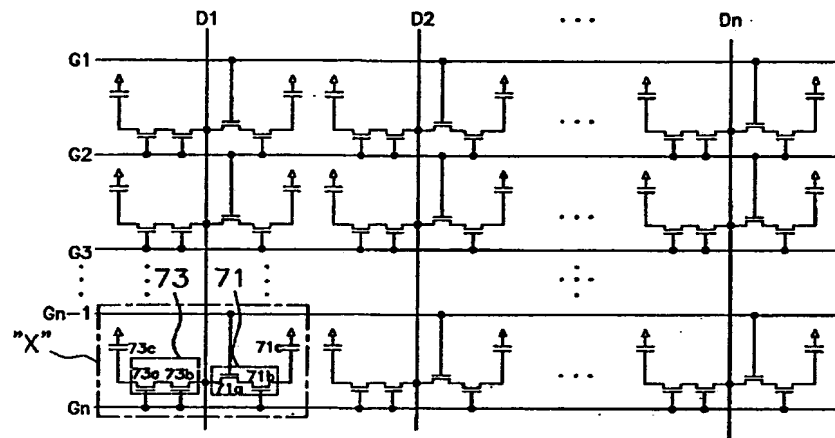 D1 D2 ... Dn
G1
...
G2
...
G3
73 71
Gn-1
"X"
73c 71c
73a 73b 71a 71b
Gn